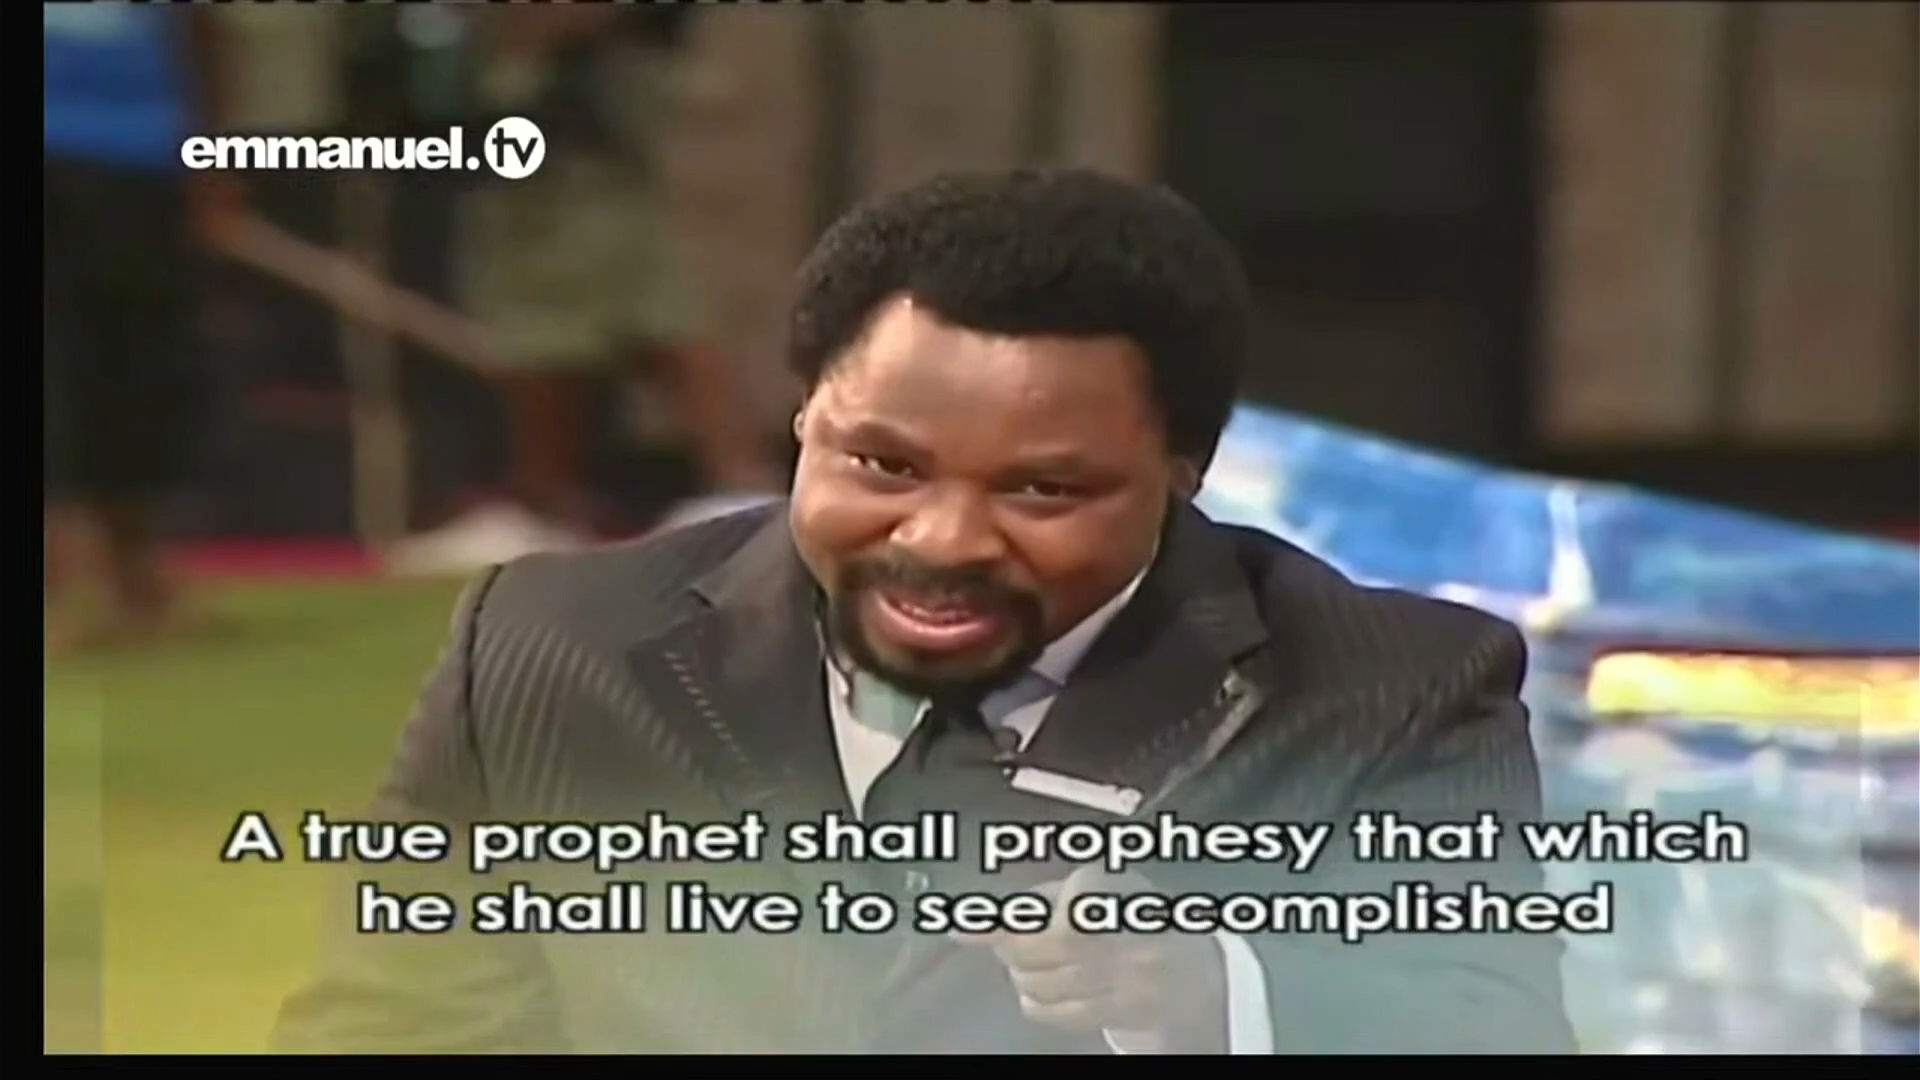 emmanuel.tv
A true prophet shall prophesy that which
he shall live to see accomplished